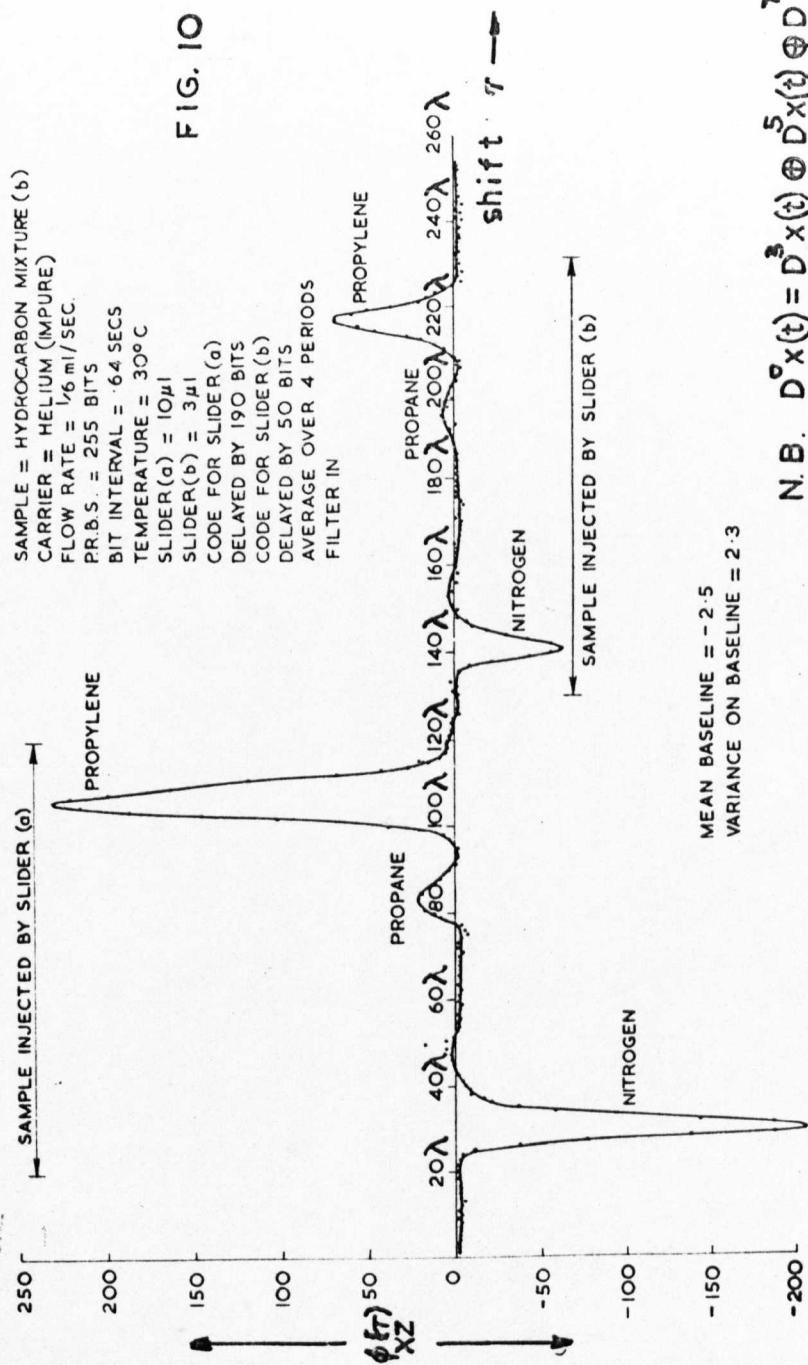 SAMPLE = HYDROCARBON MIXTURE (b)
CARRIER = HELIUM (IMPURE)
FLOW RATE = 1/6 ml/SEC.
P.R.B.S. = 255 BITS
BIT INTERVAL = ·64 SECS
TEMPERATURE = 30°C
SLIDER(a) = 10µl
SLIDER(b) = 3µl
CODE FOR SLIDER(a)
DELAYED BY 190 BITS
CODE FOR SLIDER(b)
DELAYED BY 50 BITS
AVERAGE OVER 4 PERIODS
FILTER IN
FIG. 10
SAMPLE INJECTED BY SLIDER (a)
PROPYLENE
PROPANE
NITROGEN
PROPYLENE
PROPANE
NITROGEN
SAMPLE INJECTED BY SLIDER (b)
250
200
150
100
50
0
-50
-100
-150
-200
ϕ(τ)
XZ
20λ
40λ
60λ
80
100λ
120λ
140λ
160λ
180λ
200λ
220λ
240λ
260λ
shift τ
MEAN BASELINE = -2·5
VARIANCE ON BASELINE = 2·3
N.B. D⁰x(t) = D³x(t) ⊕ D⁵x(t) ⊕ D⁷